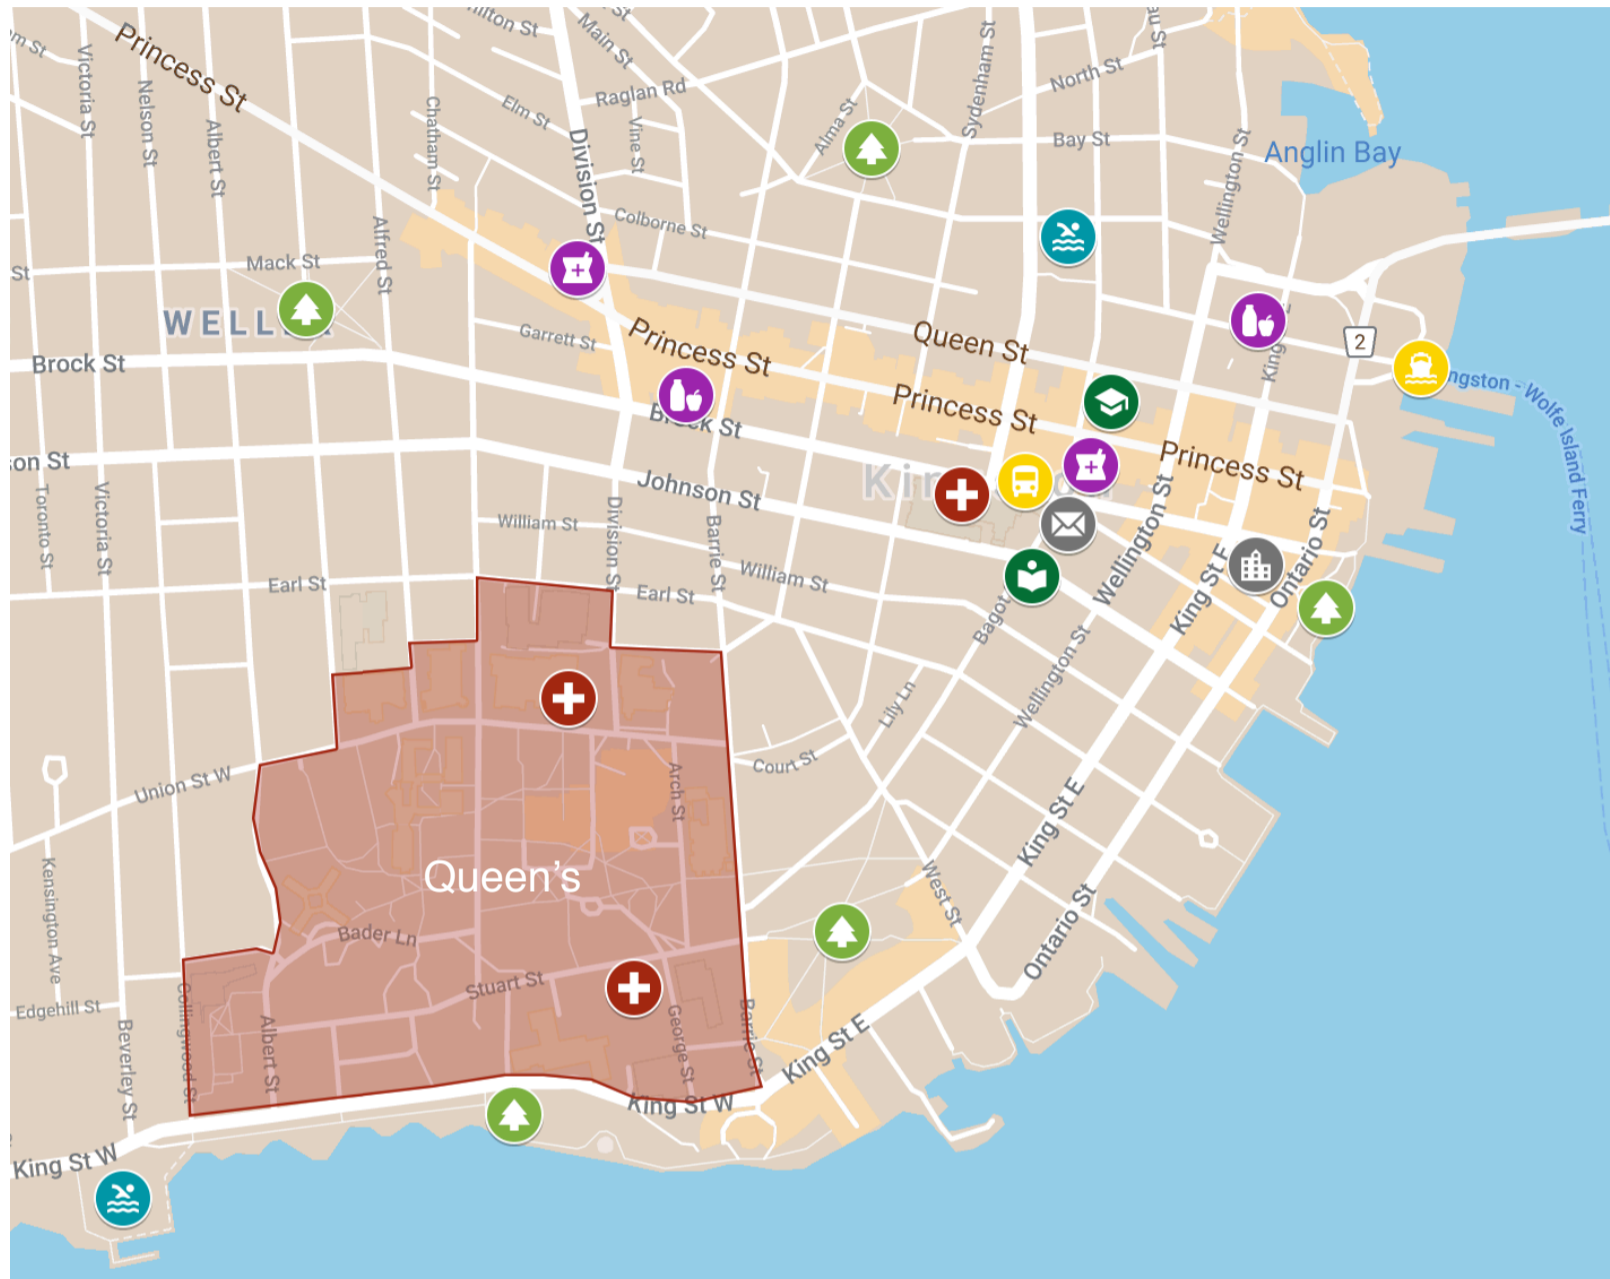 Princess St
Victoria St
Nelson St
Albert St
Chatham St
Elm St
Main St
Raglan Rd
Vine St
Division St
Alma St
Sydenham St
North St
Bay St
Wellington St
Anglin Bay
Colborne St
Alfred St
Mack St
St
WELL
Garrett St
Princess St
Queen St
Princess St
Princess St
2
Brock St
St
Johnson St
Toronto St
Victoria St
William St
Division St
Barrie St
William St
Earl St
Earl St
Wellington St
King St E
Ontario St
Wolfe Island Ferry
Bagot
Wellington St
Lily Ln
Union St W
Court St
Arch St
Queen's
King St E
West St
Ontario St
Kensington Ave
Bader Ln
Stuart St
Edgehill St
Collingwood St
Albert St
George St
Barrie St
Beverley St
King St E
King St W
King St W